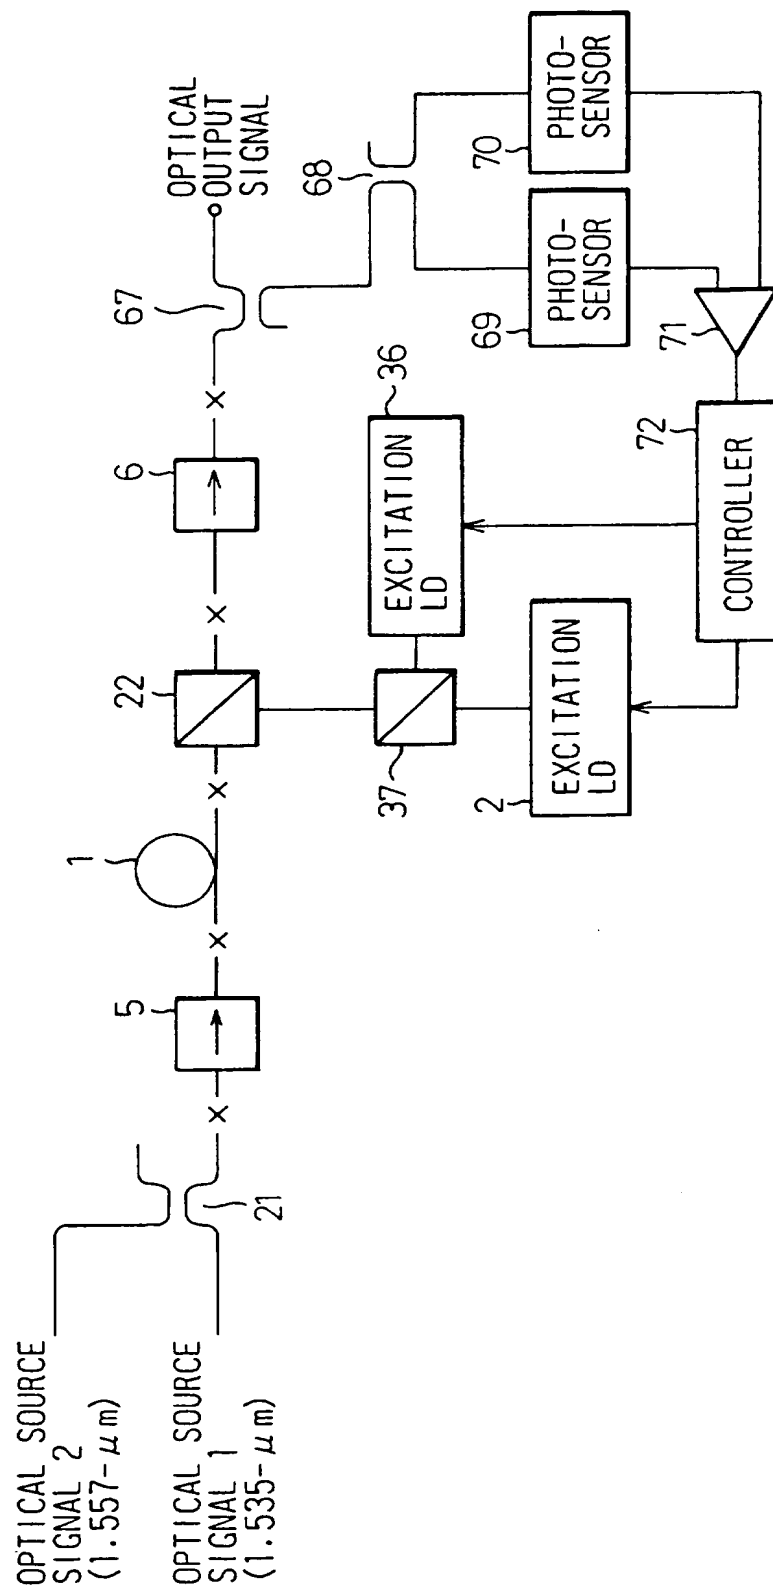 OPTICAL SOURCE
SIGNAL 2
(1.557-μm)
OPTICAL SOURCE
SIGNAL 1
(1.535-μm)
21
5
1
22
6
67
OPTICAL
OUTPUT
SIGNAL
68
37
EXCITATION
LD
36
2
EXCITATION
LD
69
PHOTO-
SENSOR
70
PHOTO-
SENSOR
71
72
CONTROLLER